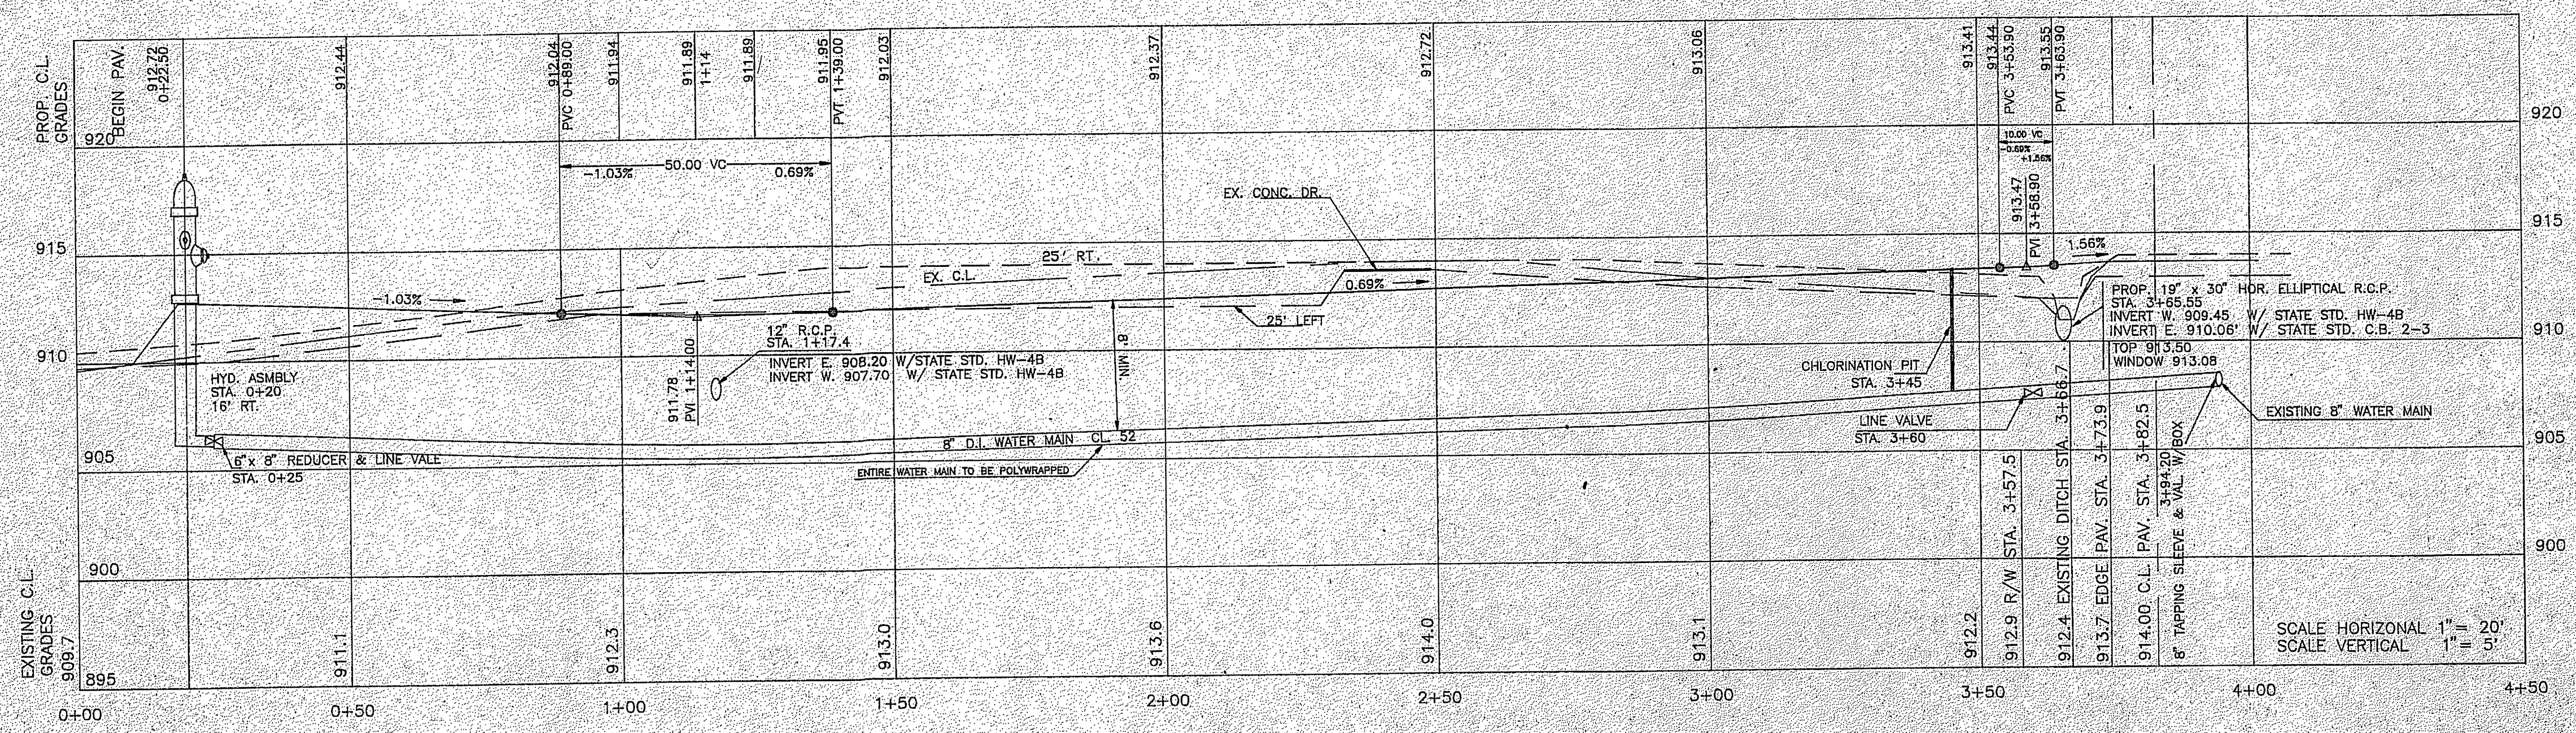 PROP. C.L.
GRADES
BEGIN PAV.
912.72
0+22.50
912.44
912.04
PVC 0+89.00
911.94
911.89
1+14
911.89
911.95
PVT 1+39.00
912.03
912.37
912.72
913.06
913.41
913.44
PVC 3+53.90
913.55
PVT 3+63.90
920
920
50.00 VC
-1.03%
0.69%
10.00 VC
-0.69%
+1.56%
913.47
PVI 3+58.90
EX. CONC. DR.
915
915
25' RT.
EX. C.L.
1.56%
-1.03%
0.69%
25' LEFT
PROP. 19" x 30" HOR. ELLIPTICAL R.C.P.
STA. 3+65.55
INVERT W. 909.45 W/ STATE STD. HW-4B
INVERT E. 910.06' W/ STATE STD. C.B. 2-3
TOP 913.50
WINDOW 913.08
910
910
12" R.C.P.
STA. 1+17.4
INVERT E. 908.20 W/STATE STD. HW-4B
INVERT W. 907.70 W/ STATE STD. HW-4B
911.78
PVI 1+14.00
8' MIN.
HYD. ASMBLY
STA. 0+20
16' RT.
CHLORINATION PIT
STA. 3+45
LINE VALVE
STA. 3+60
EXISTING 8" WATER MAIN
905
905
6"x 8" REDUCER & LINE VALE
STA. 0+25
8" D.I. WATER MAIN CL. 52
ENTIRE WATER MAIN TO BE POLYWRAPPED
900
900
EXISTING C.L.
GRADES
909.7
911.1
912.3
913.0
913.6
914.0
913.1
912.2
912.9 R/W STA. 3+57.5
912.4 EXISTING DITCH STA. 3+66.7
913.7 EDGE PAV. STA. 3+73.9
914.00 C.L. PAV. STA. 3+82.5
3+94.20
8" TAPPING SLEEVE & VAL. W/BOX
SCALE HORIZONAL 1"= 20'
SCALE VERTICAL 1"= 5'
895
0+00
0+50
1+00
1+50
2+00
2+50
3+00
3+50
4+00
4+50